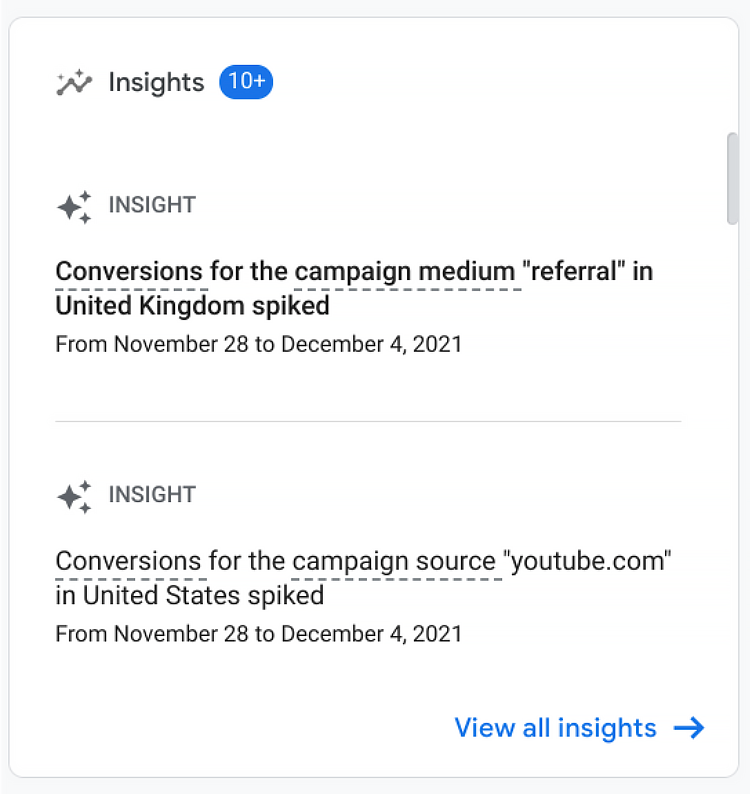 Insights 10+
INSIGHT
Conversions for the campaign medium "referral" in
United Kingdom spiked
From November 28 to December 4, 2021
INSIGHT
Conversions for the campaign source "youtube.com"
in United States spiked
From November 28 to December 4, 2021
View all insights